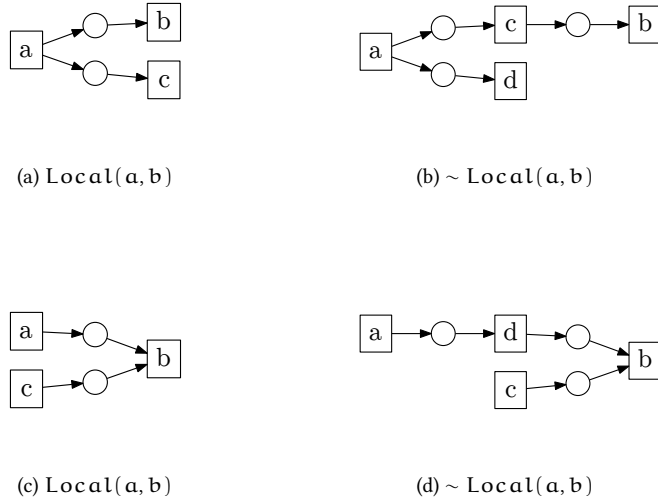 b
a
c
c
b
a
d
(a) Local(a, b)
(b) ~ Local(a, b)
a
b
c
a
d
b
c
(c) Local(a, b)
(d) ~ Local(a, b)